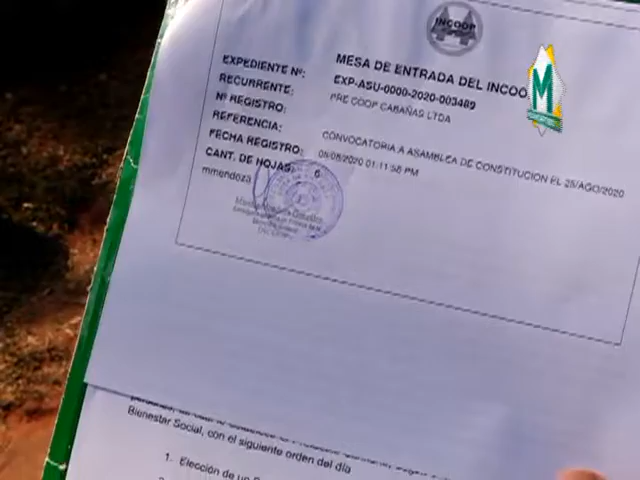 INCOOP
MESA DE ENTRADA DEL INCOO
EXPEDIENTE Nº: EXP-ASU-0000-2020-003489
RECURRENTE: PRE COOP CABAÑAS LTDA
Nº REGISTRO:
REFERENCIA: CONVOCATORIA A ASAMBLEA DE CONSTITUCION EL 25/AGO/2020
FECHA REGISTRO: 05/08/2020 01:11:58 PM
CANT. DE HOJAS: 6
mmendoza
M
Bienestar Social, con el siguiente orden del día
1. Elección de un